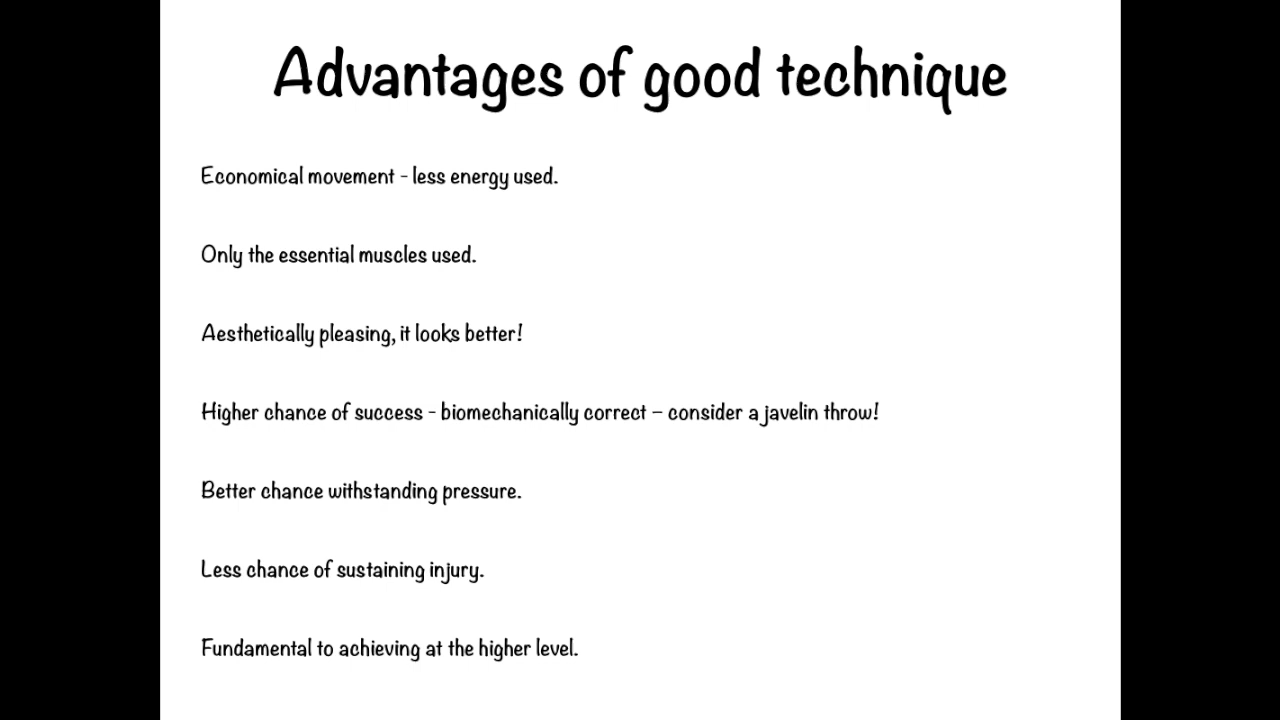 Advantages of good technique
Economical movement - less energy used.
Only the essential muscles used.
Aesthetically pleasing, it looks better!
Higher chance of success - biomechanically correct – consider a javelin throw!
Better chance withstanding pressure.
Less chance of sustaining injury.
Fundamental to achieving at the higher level.